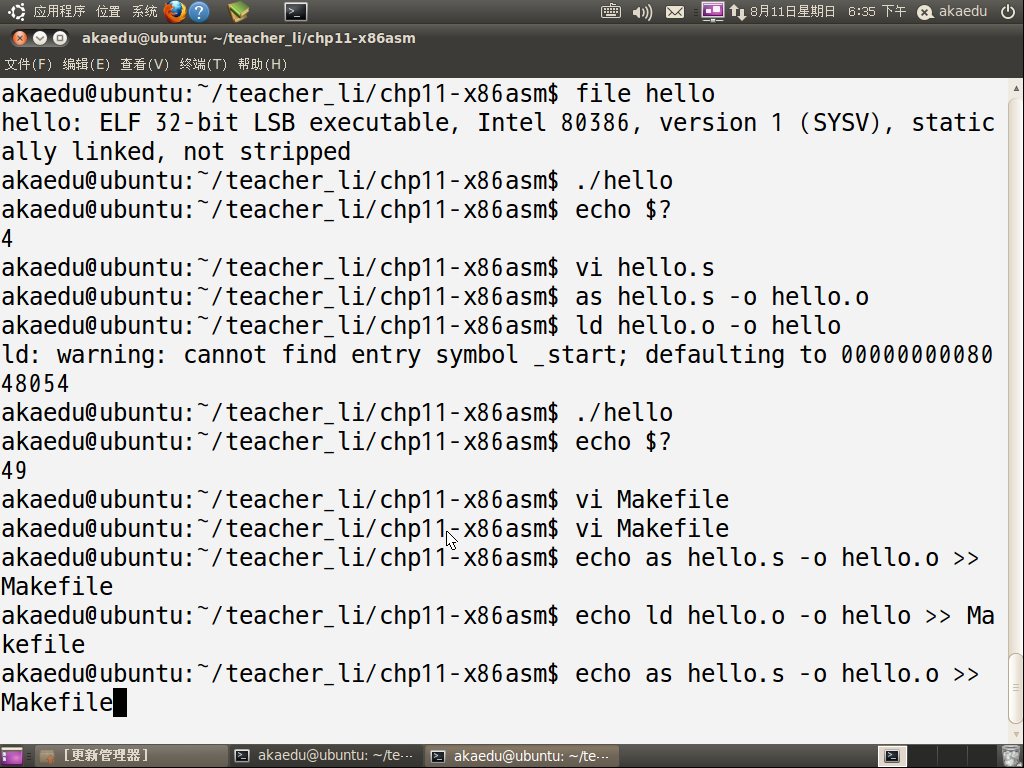 应用程序 位置 系统 8月11日星期日 6:35 下午 akaedu
akaedu@ubuntu: ~/teacher_li/chp11-x86asm
文件(F) 编辑(E) 查看(V) 终端(T) 帮助(H)
akaedu@ubuntu:~/teacher_li/chp11-x86asm$ file hello
hello: ELF 32-bit LSB executable, Intel 80386, version 1 (SYSV), static
ally linked, not stripped
akaedu@ubuntu:~/teacher_li/chp11-x86asm$ ./hello
akaedu@ubuntu:~/teacher_li/chp11-x86asm$ echo $?
4
akaedu@ubuntu:~/teacher_li/chp11-x86asm$ vi hello.s
akaedu@ubuntu:~/teacher_li/chp11-x86asm$ as hello.s -o hello.o
akaedu@ubuntu:~/teacher_li/chp11-x86asm$ ld hello.o -o hello
ld: warning: cannot find entry symbol _start; defaulting to 00000000080
48054
akaedu@ubuntu:~/teacher_li/chp11-x86asm$ ./hello
akaedu@ubuntu:~/teacher_li/chp11-x86asm$ echo $?
49
akaedu@ubuntu:~/teacher_li/chp11-x86asm$ vi Makefile
akaedu@ubuntu:~/teacher_li/chp11-x86asm$ vi Makefile
akaedu@ubuntu:~/teacher_li/chp11-x86asm$ echo as hello.s -o hello.o >>
Makefile
akaedu@ubuntu:~/teacher_li/chp11-x86asm$ echo ld hello.o -o hello >> Ma
kefile
akaedu@ubuntu:~/teacher_li/chp11-x86asm$ echo as hello.s -o hello.o >>
Makefile
[更新管理器] akaedu@ubuntu: ~/te... akaedu@ubuntu: ~/te...